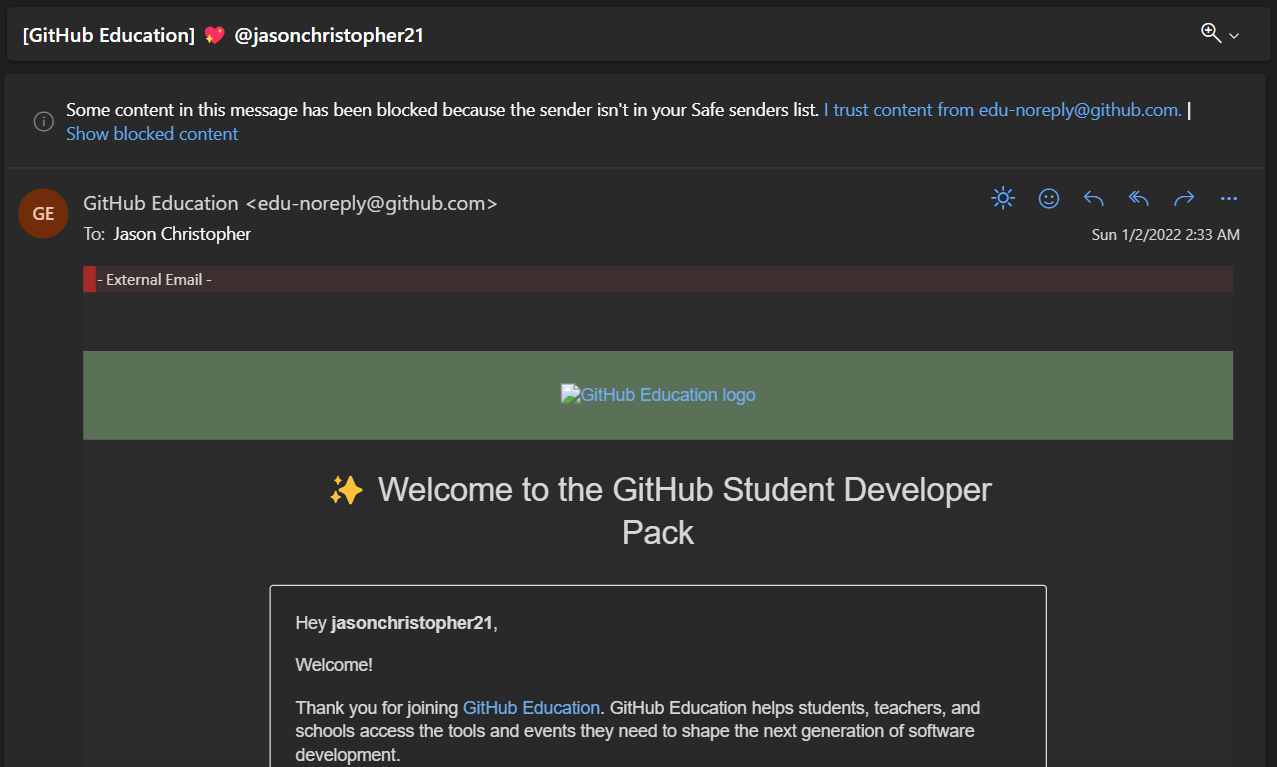 [GitHub Education] 💖 @jasonchristopher21
Some content in this message has been blocked because the sender isn't in your Safe senders list. I trust content from edu-noreply@github.com. |
Show blocked content
GE
GitHub Education <edu-noreply@github.com>
To: Jason Christopher
Sun 1/2/2022 2:33 AM
- External Email -
GitHub Education logo
✨ Welcome to the GitHub Student Developer
Pack
Hey jasonchristopher21,
Welcome!
Thank you for joining GitHub Education. GitHub Education helps students, teachers, and
schools access the tools and events they need to shape the next generation of software
development.